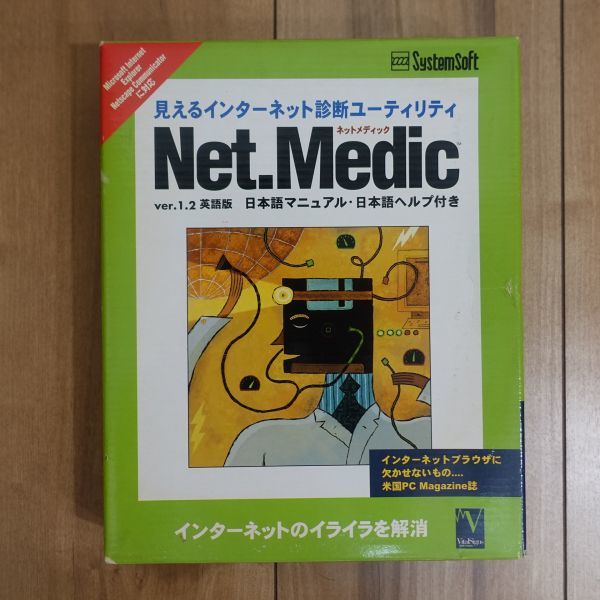 Microsoft Internet
Explorer
Netscape Communicator
に対応
SystemSoft
見えるインターネット診断ユーティリティ
ネットメディック
Net.Medic
TM
ver.1.2 英語版 日本語マニュアル・日本語ヘルプ付き
インターネットブラウザに
欠かせないもの....
米国PC Magazine誌
インターネットのイライラを解消
VitalSigns